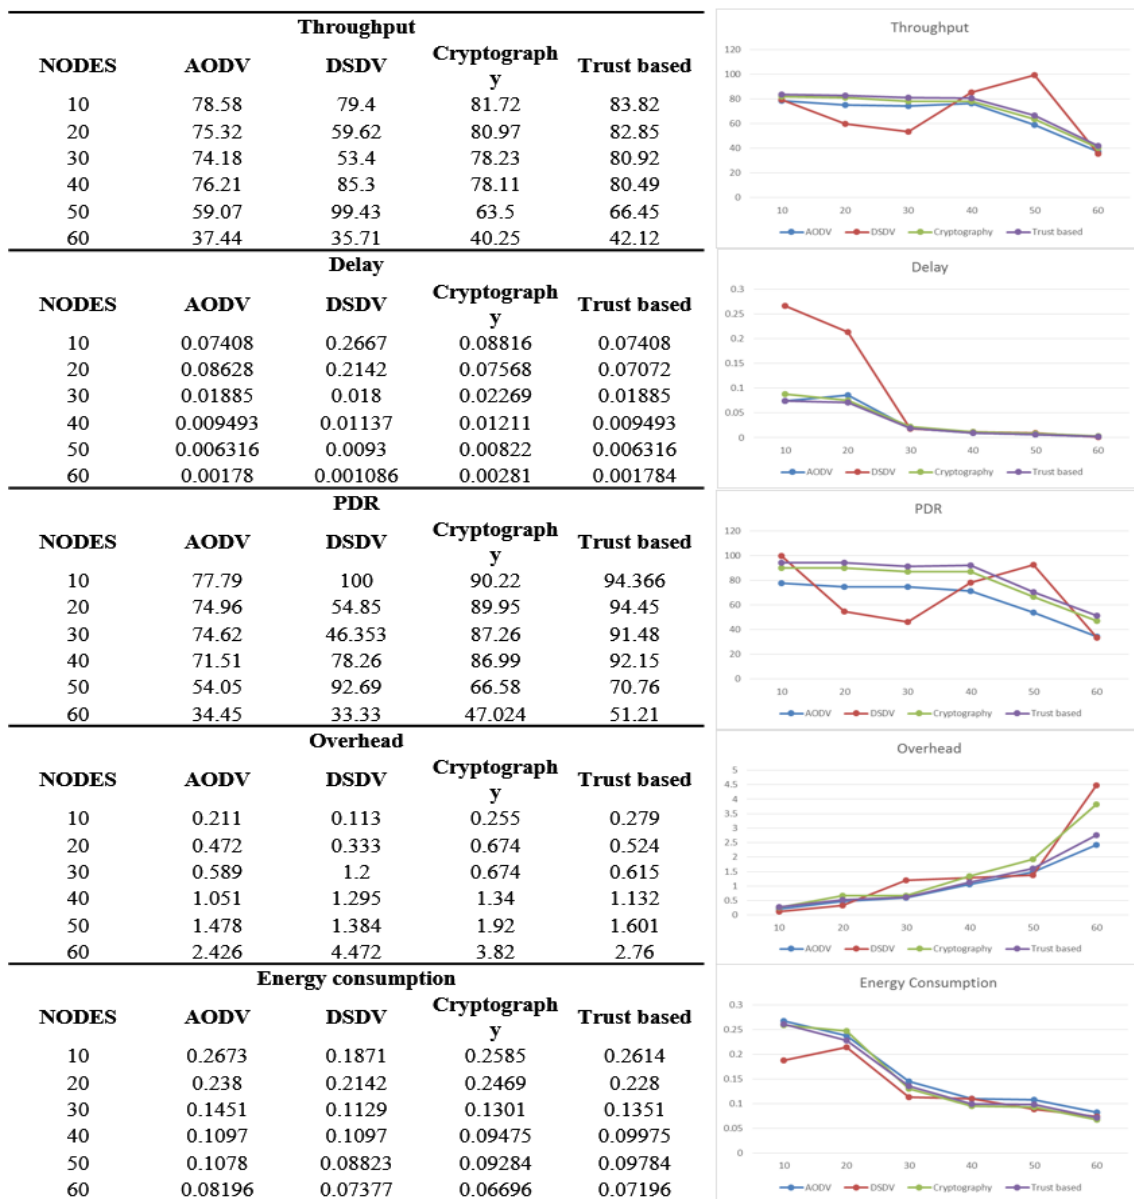 Throughput
NODES AODV DSDV Cryptograph
y Trust based
10 78.58 79.4 81.72 83.82
20 75.32 59.62 80.97 82.85
30 74.18 53.4 78.23 80.92
40 76.21 85.3 78.11 80.49
50 59.07 99.43 63.5 66.45
60 37.44 35.71 40.25 42.12
Throughput
120
100
80
60
40
20
0
10 20 30 40 50 60
AODV DSDV Cryptography Trust based
Delay
NODES AODV DSDV Cryptograph
y Trust based
10 0.07408 0.2667 0.08816 0.07408
20 0.08628 0.2142 0.07568 0.07072
30 0.01885 0.018 0.02269 0.01885
40 0.009493 0.01137 0.01211 0.009493
50 0.006316 0.0093 0.00822 0.006316
60 0.00178 0.001086 0.00281 0.001784
Delay
0.3
0.25
0.2
0.15
0.1
0.05
0
10 20 30 40 50 60
AODV DSDV Cryptography Trust based
PDR
NODES AODV DSDV Cryptograph
y Trust based
10 77.79 100 90.22 94.366
20 74.96 54.85 89.95 94.45
30 74.62 46.353 87.26 91.48
40 71.51 78.26 86.99 92.15
50 54.05 92.69 66.58 70.76
60 34.45 33.33 47.024 51.21
PDR
120
100
80
60
40
20
0
10 20 30 40 50 60
AODV DSDV Cryptography Trust based
Overhead
NODES AODV DSDV Cryptograph
y Trust based
10 0.211 0.113 0.255 0.279
20 0.472 0.333 0.674 0.524
30 0.589 1.2 0.674 0.615
40 1.051 1.295 1.34 1.132
50 1.478 1.384 1.92 1.601
60 2.426 4.472 3.82 2.76
Overhead
5
4.5
4
3.5
3
2.5
2
1.5
1
0.5
0
10 20 30 40 50 60
AODV DSDV Cryptography Trust based
Energy consumption
NODES AODV DSDV Cryptograph
y Trust based
10 0.2673 0.1871 0.2585 0.2614
20 0.238 0.2142 0.2469 0.228
30 0.1451 0.1129 0.1301 0.1351
40 0.1097 0.1097 0.09475 0.09975
50 0.1078 0.08823 0.09284 0.09784
60 0.08196 0.07377 0.06696 0.07196
Energy Consumption
0.3
0.25
0.2
0.15
0.1
0.05
0
10 20 30 40 50 60
AODV DSDV Cryptography Trust based